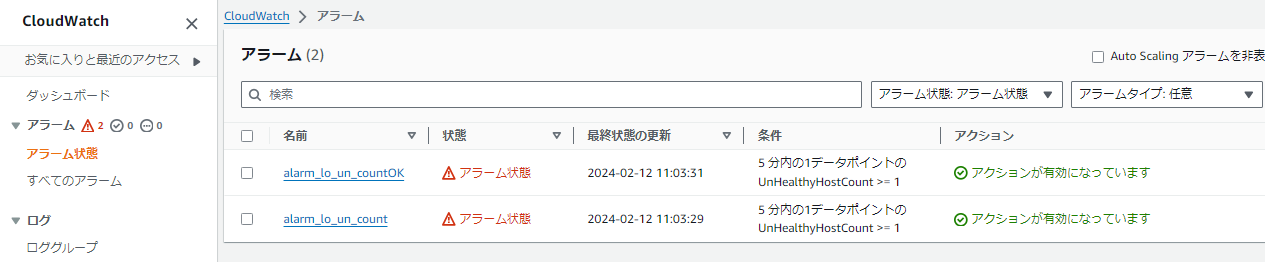 CloudWatch
お気に入りと最近のアクセス
ダッシュボード
アラーム 2 0 0
アラーム状態
すべてのアラーム
ログ
ロググループ
CloudWatch アラーム
アラーム (2)
Auto Scaling アラームを非表
検索
アラーム状態: アラーム状態
アラームタイプ: 任意
名前 状態 最終状態の更新 条件 アクション
alarm_lo_un_countOK アラーム状態 2024-02-12 11:03:31 5 分内の1データポイントの アクションが有効になっています
UnHealthyHostCount >= 1
alarm_lo_un_count アラーム状態 2024-02-12 11:03:29 5 分内の1データポイントの アクションが有効になっています
UnHealthyHostCount >= 1